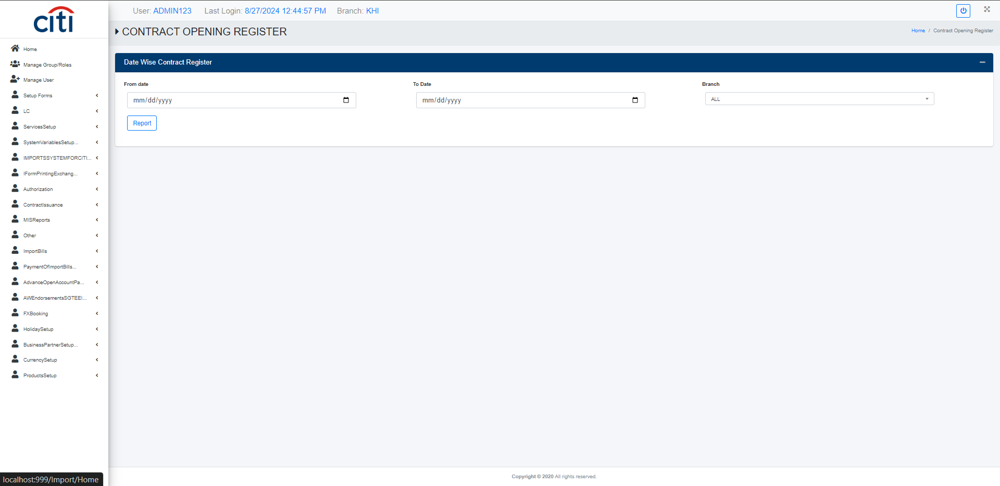 citi
User: ADMIN123 Last Login: 8/27/2024 12:44:57 PM Branch: KHI
CONTRACT OPENING REGISTER
Home / Contract Opening Register
Home
Manage Group/Roles
Manage User
Setup Forms
LC
ServicesSetup
SystemVariablesSetup...
IMPORTSSYSTEMFORCITI...
IFormPrintingExchang...
Authorization
ContractIssuance
MISReports
Other
ImportBills
PaymentOfImportBills...
AdvanceOpenAccountPa...
AWEndorsementsSGTEEI...
FXBooking
HolidaySetup
BusinessPartnerSetup...
CurrencySetup
ProductsSetup
Date Wise Contract Register
From date To Date Branch
mm/dd/yyyy mm/dd/yyyy ALL
Report
Copyright © 2020 All rights reserved.
localhost:999/Import/Home